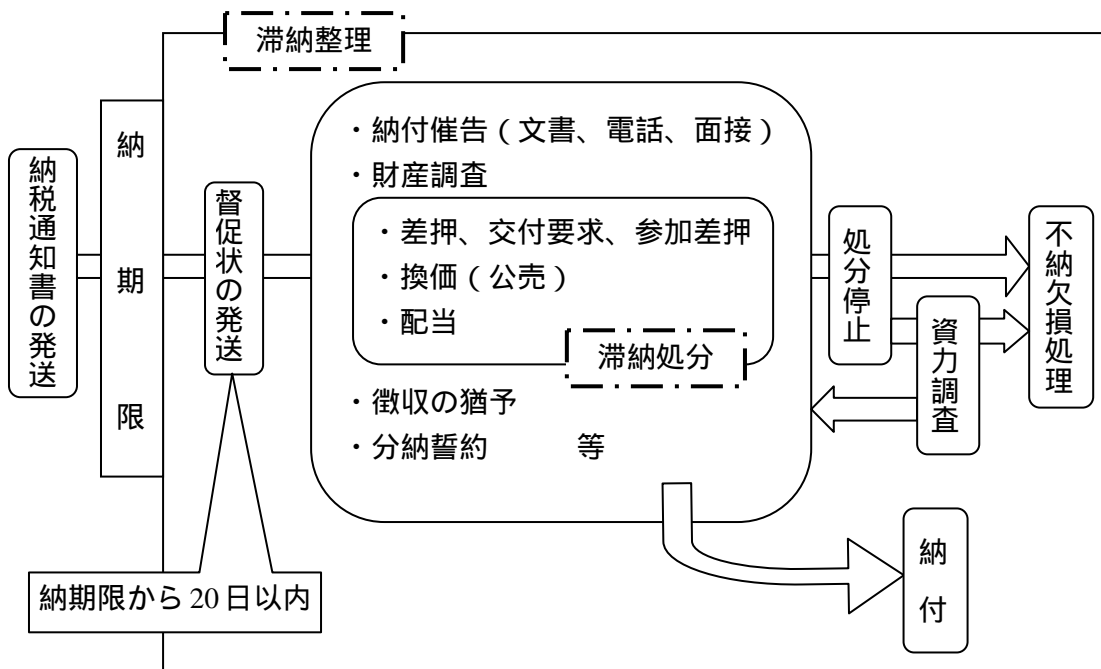 滞納整理
納税通知書の発送
納期限
督促状の発送
・納付催告（文書、電話、面接）
・財産調査
・差押、交付要求、参加差押
・換価（公売）
・配当
滞納処分
・徴収の猶予
・分納誓約　　　等
処分停止
資力調査
不納欠損処理
納付
納期限から20日以内